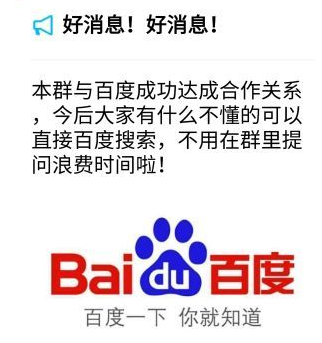 好消息！好消息！
本群与百度成功达成合作关系
，今后大家有什么不懂的可以
直接百度搜索，不用在群里提
问浪费时间啦！
Bai du 百度
百度一下 你就知道